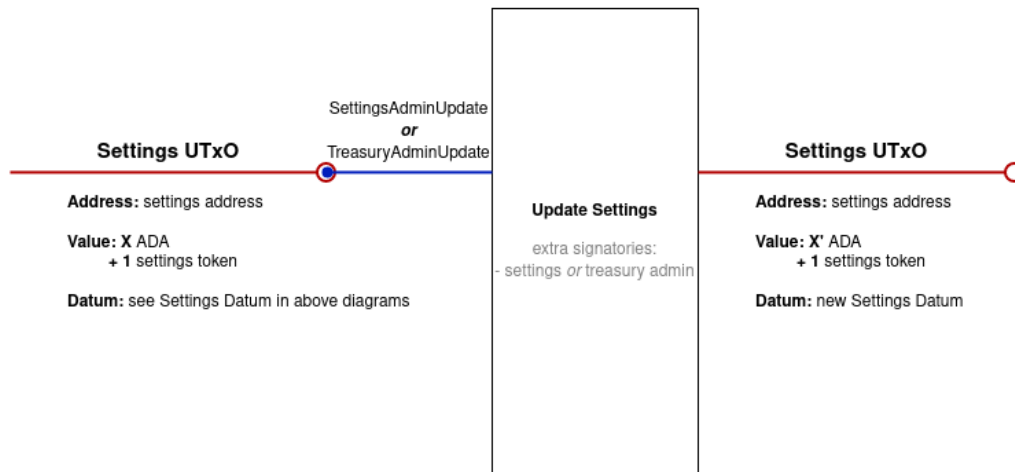 SettingsAdminUpdate
or
TreasuryAdminUpdate
Settings UTxO
Address: settings address
Value: X ADA
+ 1 settings token
Datum: see Settings Datum in above diagrams
Update Settings
extra signatories:
- settings or treasury admin
Settings UTxO
Address: settings address
Value: X' ADA
+ 1 settings token
Datum: new Settings Datum